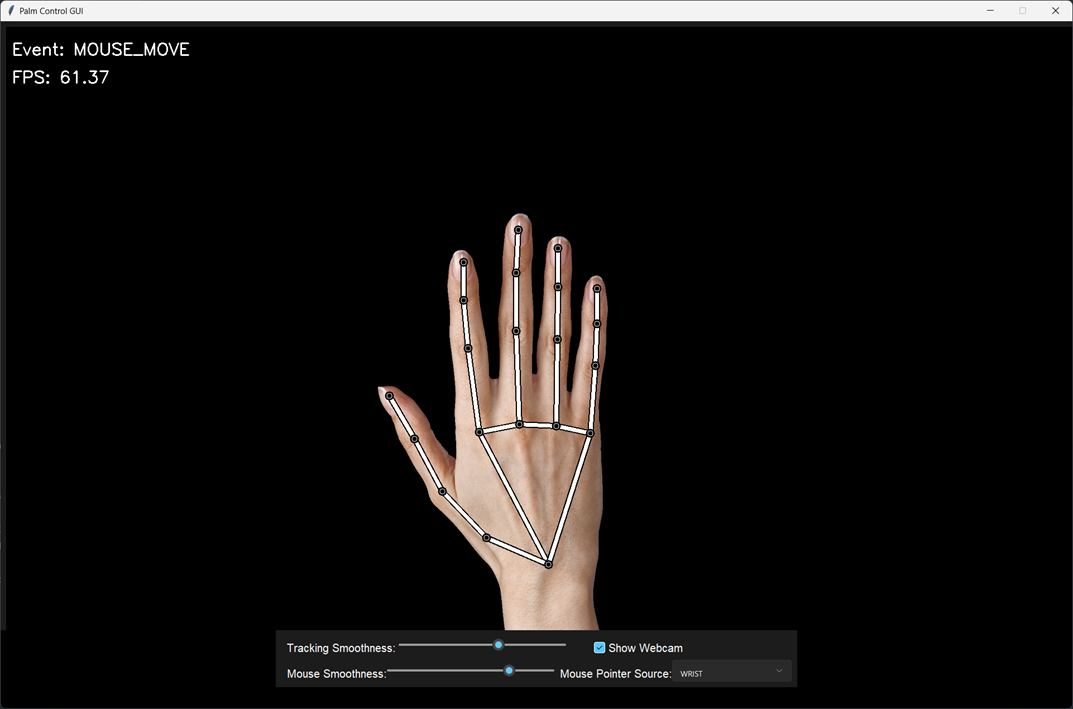 Palm Control GUI
Event: MOUSE_MOVE
FPS: 61.37
Tracking Smoothness:
Show Webcam
Mouse Smoothness:
Mouse Pointer Source:
WRIST